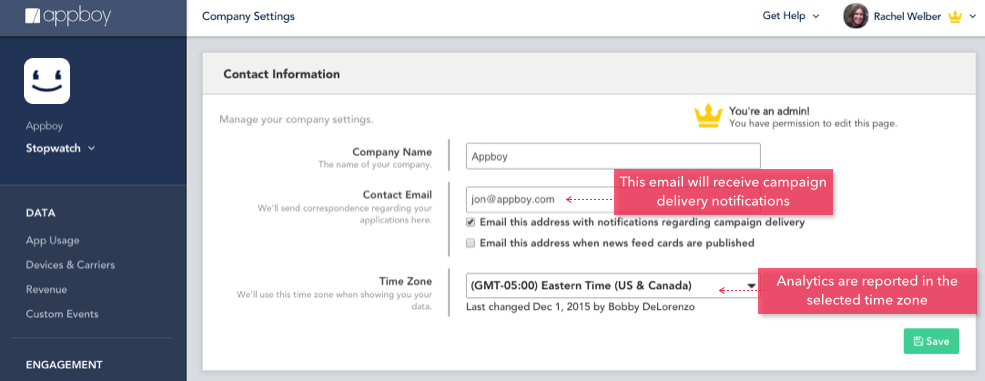 appboy
Company Settings
Get Help
Rachel Welber
Appboy
Stopwatch
DATA
App Usage
Devices & Carriers
Revenue
Custom Events
ENGAGEMENT
Contact Information
Manage your company settings.
You're an admin!
You have permission to edit this page.
Company Name
The name of your company.
Appboy
Contact Email
We'll send correspondence regarding your
applications here.
jon@appboy.com
This email will receive campaign
delivery notifications
Email this address with notifications regarding campaign delivery
Email this address when news feed cards are published
Time Zone
We'll use this time zone when showing you your
data.
(GMT-05:00) Eastern Time (US & Canada)
Last changed Dec 1, 2015 by Bobby DeLorenzo
Analytics are reported in the
selected time zone
Save